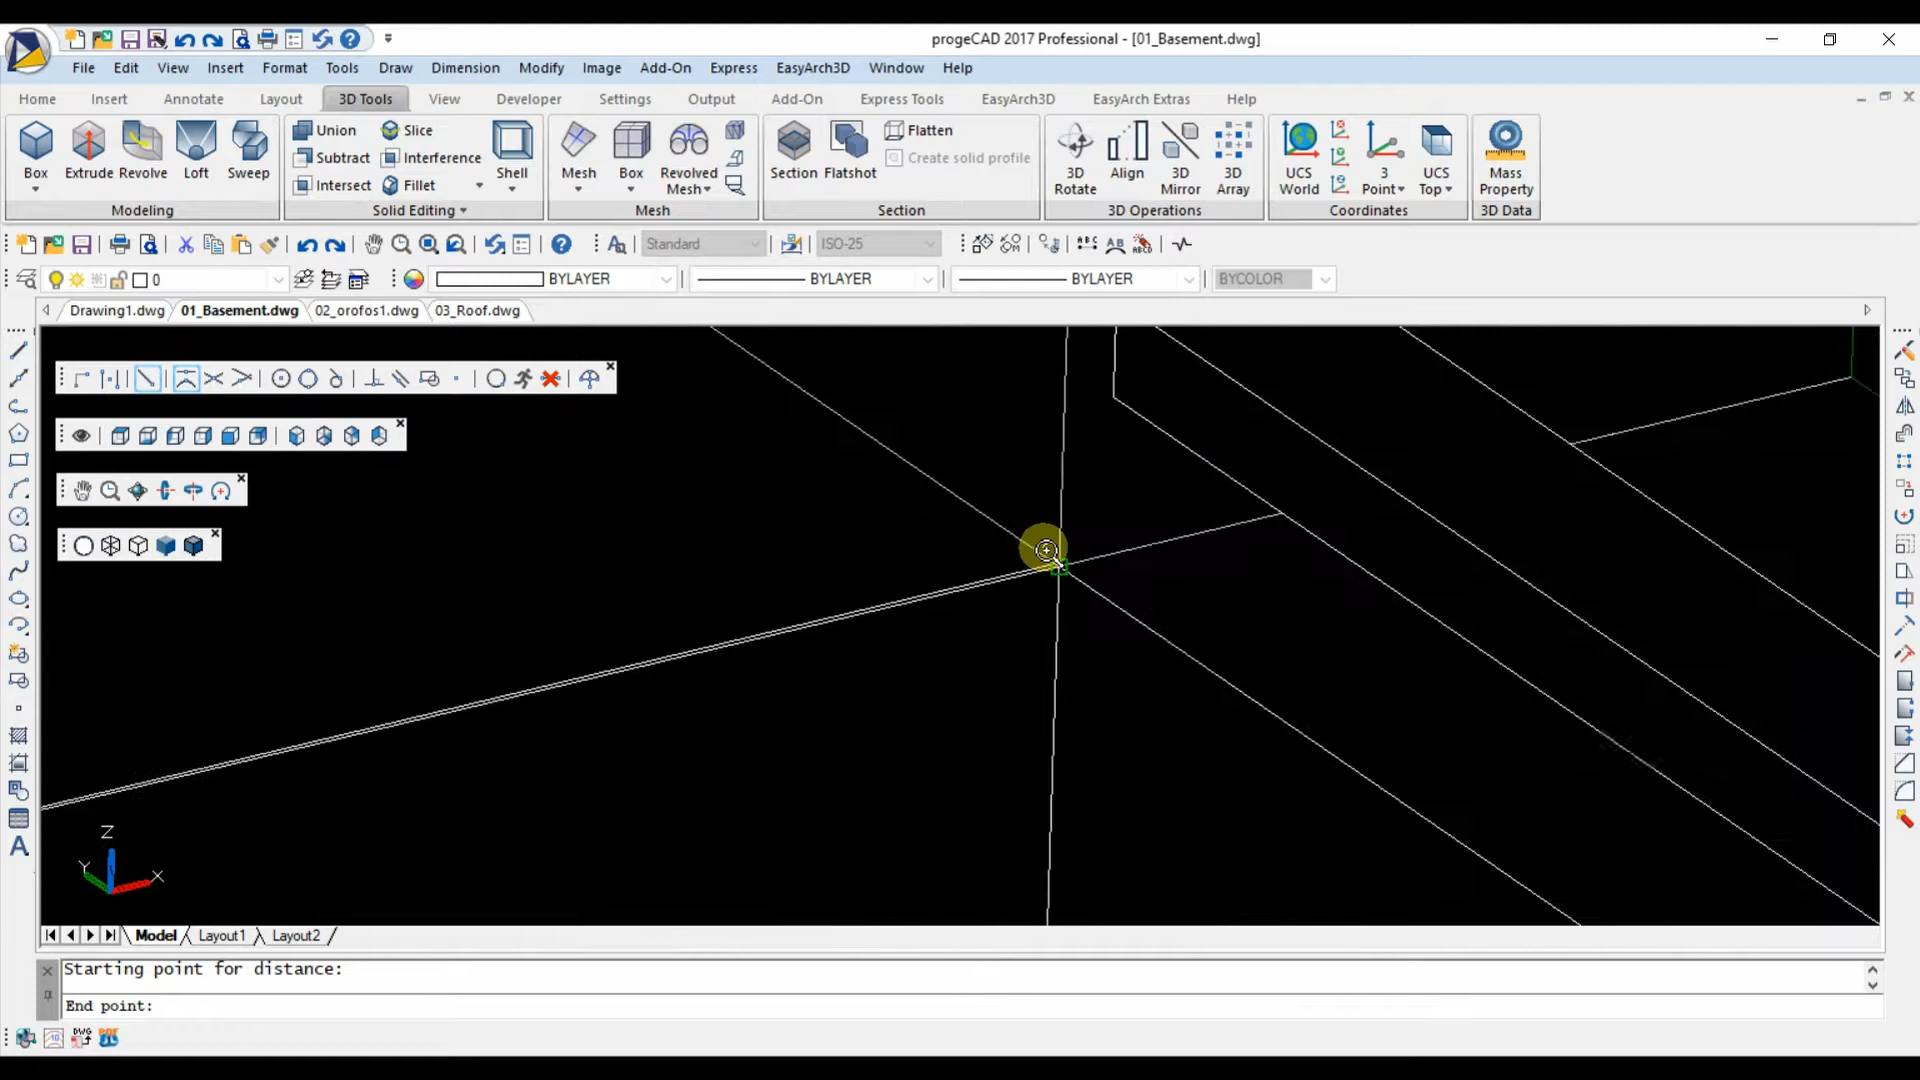 progeCAD 2017 Professional - [01_Basement.dwg]
File Edit View Insert Format Tools Draw Dimension Modify Image Add-On Express EasyArch3D Window Help
Home Insert Annotate Layout 3D Tools View Developer Settings Output Add-On Express Tools EasyArch3D EasyArch Extras Help
Box Extrude Revolve Loft Sweep
Modeling
Union Slice
Subtract Interference
Intersect Fillet
Shell
Solid Editing
Mesh Box Revolved Mesh
Mesh
Section Flatshot
Flatten
Create solid profile
Section
3D Rotate Align 3D Mirror 3D Array
3D Operations
UCS World 3 Point UCS Top
Coordinates
Mass Property
3D Data
Standard ISO-25
0 BYLAYER BYLAYER BYLAYER BYCOLOR
Drawing1.dwg 01_Basement.dwg 02_orofos1.dwg 03_Roof.dwg
Z
Y X
Model Layout1 Layout2
Starting point for distance:
End point: